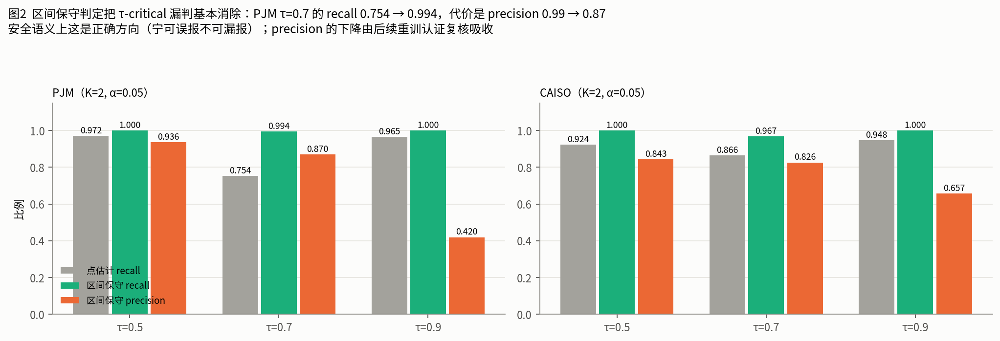 图2 区间保守判定把 τ-critical 漏判基本消除：PJM τ=0.7 的 recall 0.754 → 0.994，代价是 precision 0.99 → 0.87
安全语义上这是正确方向（宁可误报不可漏报）；precision 的下降由后续重训认证复核吸收
PJM（K=2, α=0.05）
比例
1.0
0.8
0.6
0.4
0.2
0.0
0.972
1.000
0.936
0.754
0.994
0.870
0.965
1.000
0.420
点估计 recall
区间保守 recall
区间保守 precision
τ=0.5
τ=0.7
τ=0.9
CAISO（K=2, α=0.05）
1.0
0.8
0.6
0.4
0.2
0.0
0.924
1.000
0.843
0.866
0.967
0.826
0.948
1.000
0.657
τ=0.5
τ=0.7
τ=0.9